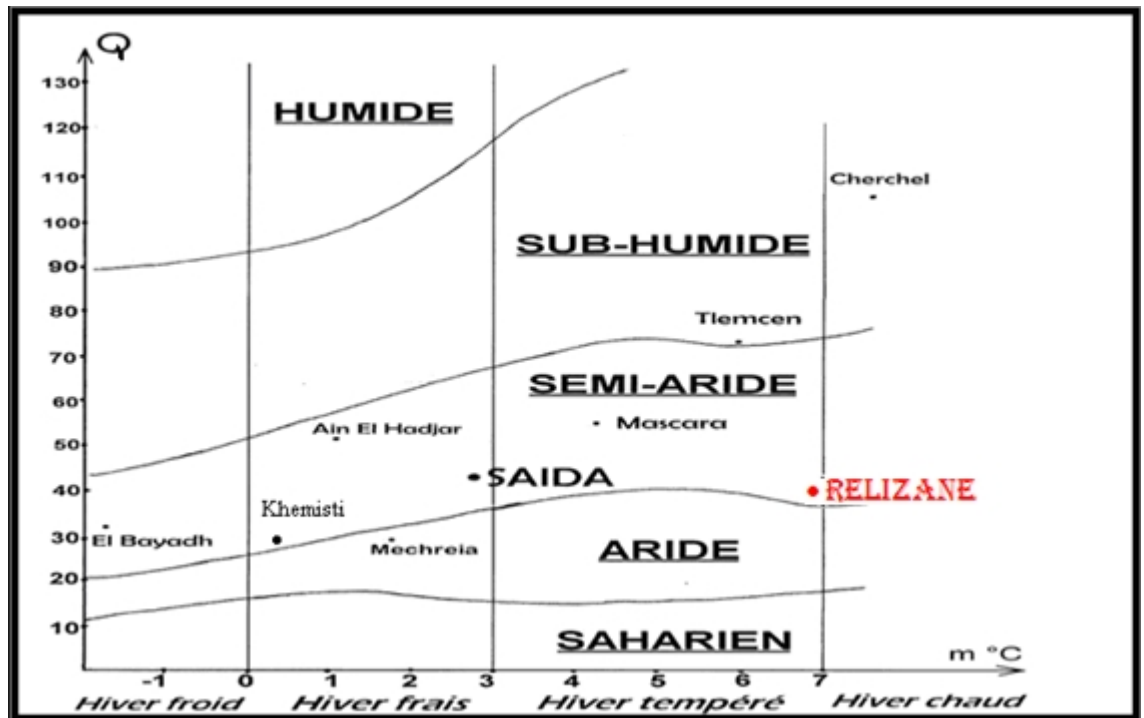 Q
130
HUMIDE
120
110
Cherchel
100
SUB-HUMIDE
90
80
Tlemcen
70
SEMI-ARIDE
60
Ain El Hadjar
Mascara
50
SAIDA
40
RELIZANE
Khemisti
30
El Bayadh
Mechreia
ARIDE
20
10
SAHARIEN
m °C
-1 0 1 2 3 4 5 6 7
Hiver froid Hiver frais Hiver tempéré Hiver chaud